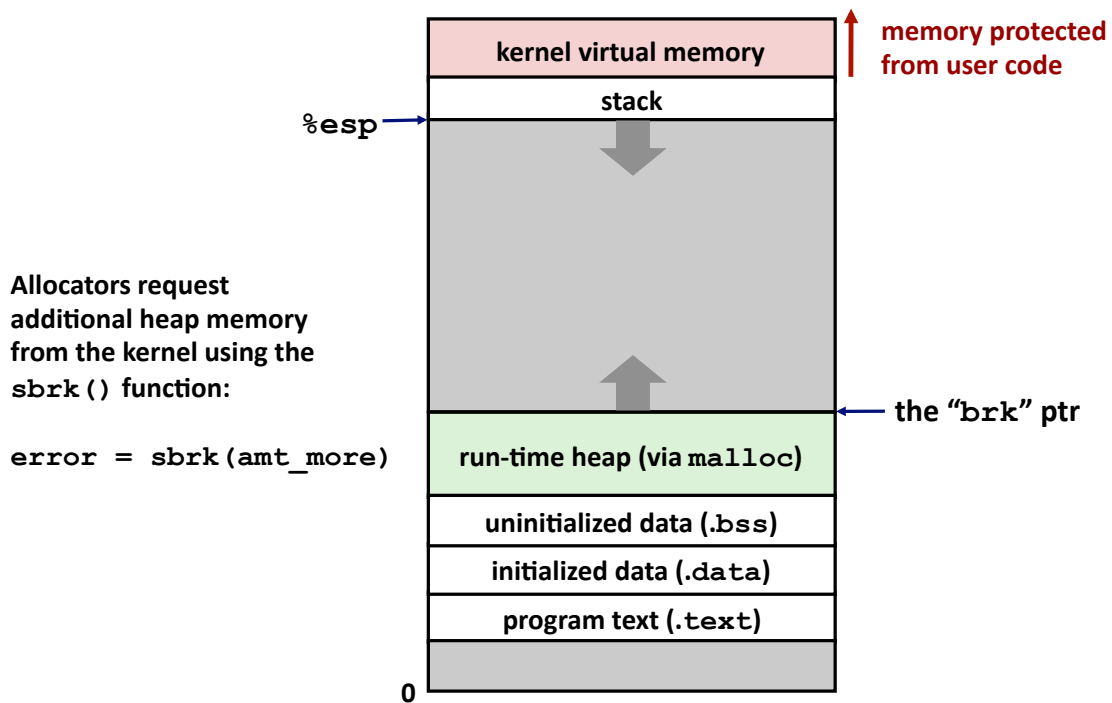 kernel virtual memory
memory protected
from user code
stack
%esp
Allocators request
additional heap memory
from the kernel using the
sbrk() function:
error = sbrk(amt_more)
the “brk” ptr
run-time heap (via malloc)
uninitialized data (.bss)
initialized data (.data)
program text (.text)
0